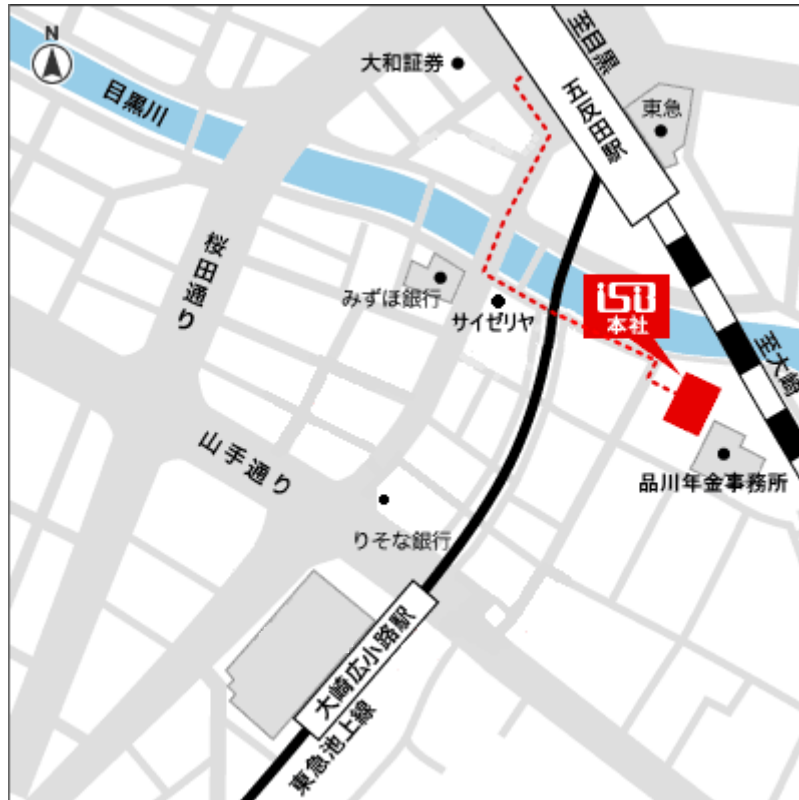 N
大和証券
至目黒
五反田駅
東急
目黒川
桜田通り
みずほ銀行
サイゼリヤ
iSB
本社
至大崎
山手通り
品川年金事務所
りそな銀行
大崎広小路駅
東急池上線